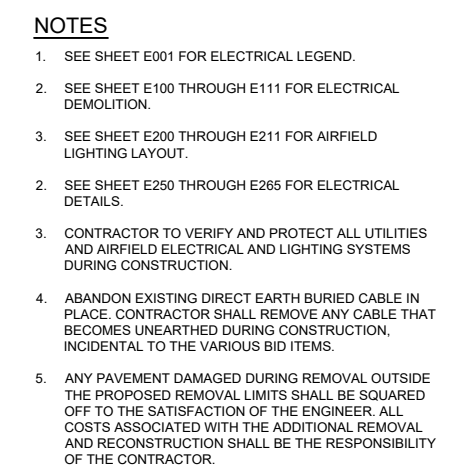 NOTES
1. SEE SHEET E001 FOR ELECTRICAL LEGEND.
2. SEE SHEET E100 THROUGH E111 FOR ELECTRICAL
DEMOLITION.
3. SEE SHEET E200 THROUGH E211 FOR AIRFIELD
LIGHTING LAYOUT.
2. SEE SHEET E250 THROUGH E265 FOR ELECTRICAL
DETAILS.
3. CONTRACTOR TO VERIFY AND PROTECT ALL UTILITIES
AND AIRFIELD ELECTRICAL AND LIGHTING SYSTEMS
DURING CONSTRUCTION.
4. ABANDON EXISTING DIRECT EARTH BURIED CABLE IN
PLACE. CONTRACTOR SHALL REMOVE ANY CABLE THAT
BECOMES UNEARTHED DURING CONSTRUCTION,
INCIDENTAL TO THE VARIOUS BID ITEMS.
5. ANY PAVEMENT DAMAGED DURING REMOVAL OUTSIDE
THE PROPOSED REMOVAL LIMITS SHALL BE SQUARED
OFF TO THE SATISFACTION OF THE ENGINEER. ALL
COSTS ASSOCIATED WITH THE ADDITIONAL REMOVAL
AND RECONSTRUCTION SHALL BE THE RESPONSIBILITY
OF THE CONTRACTOR.